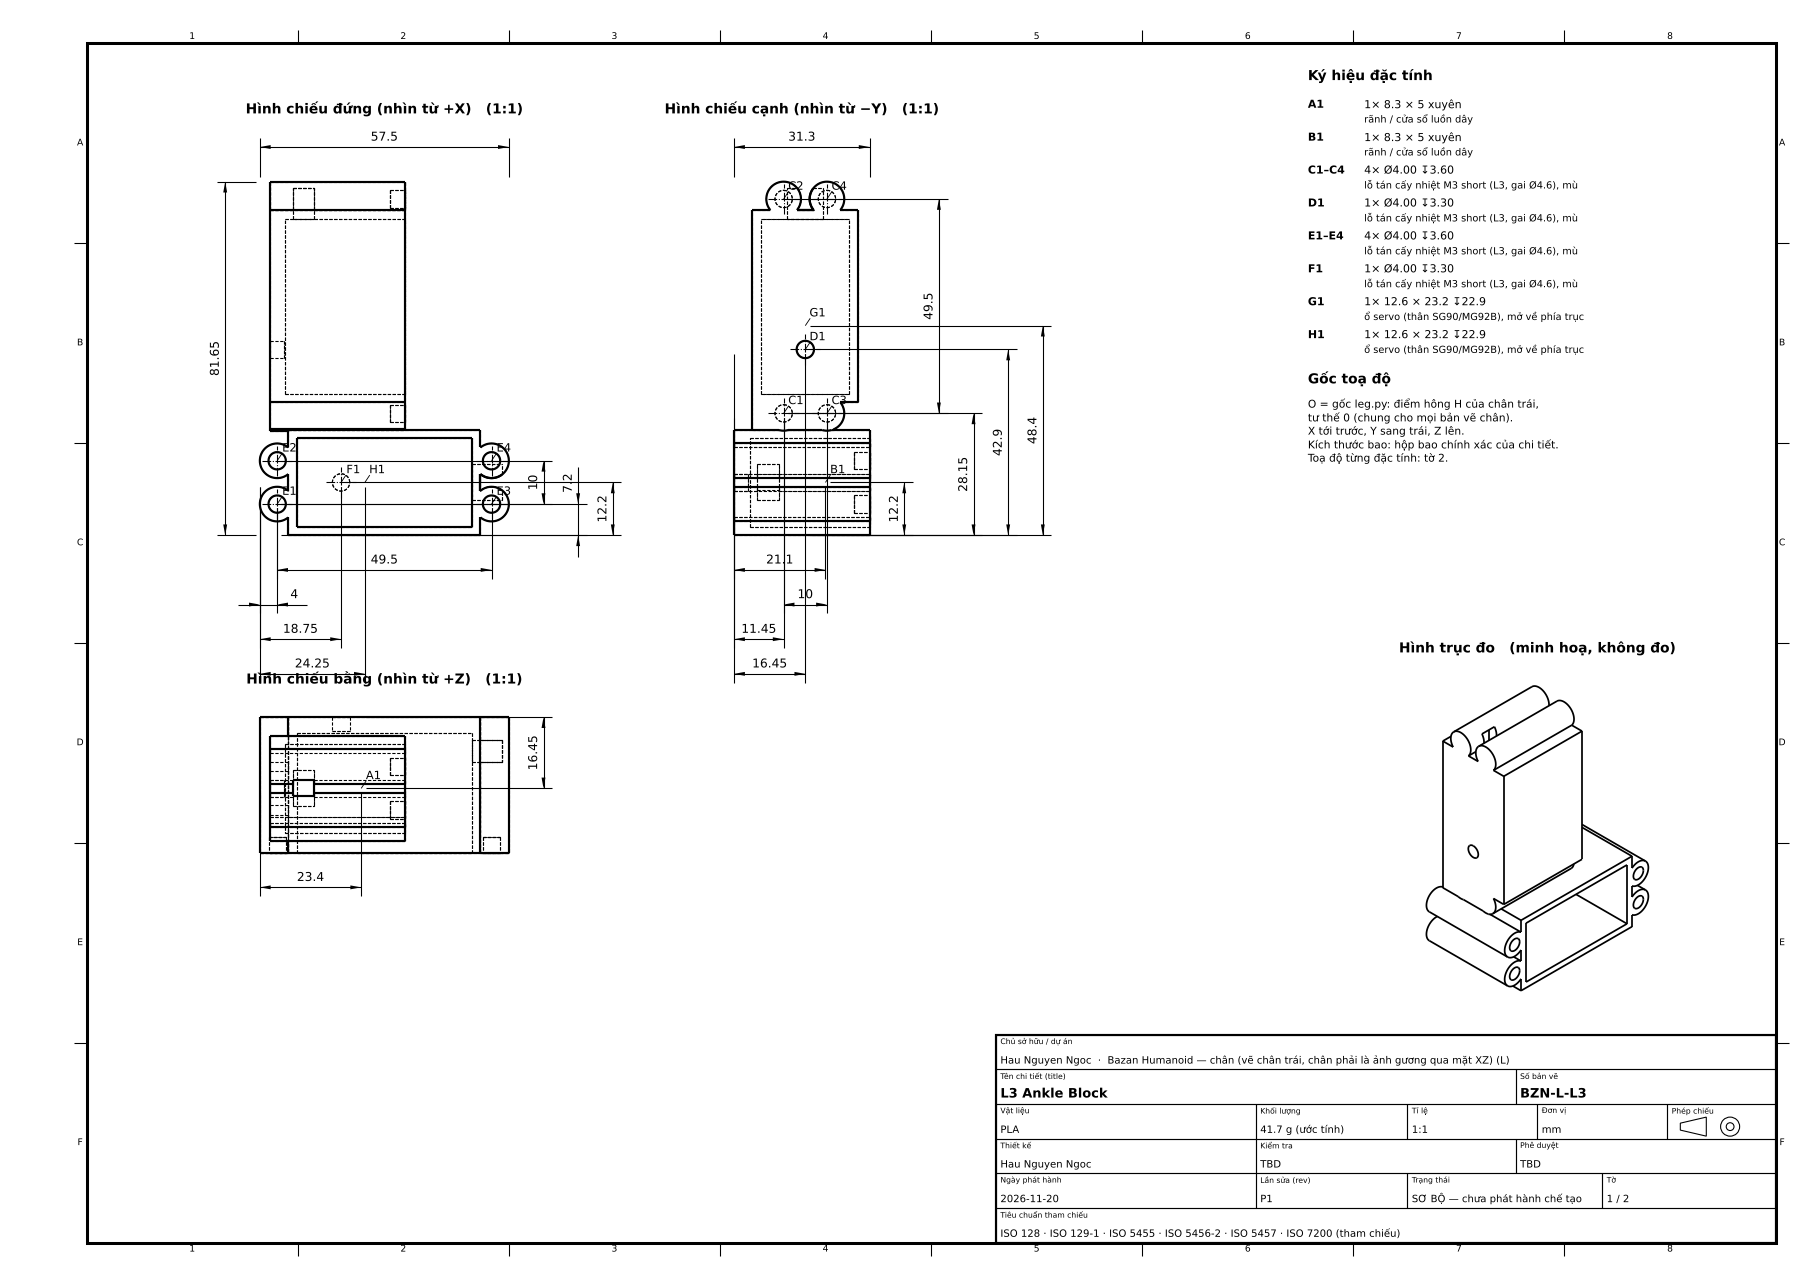 1 2 3 4 5 6 7 8
Ký hiệu đặc tính
A1 1× 8.3 × 5 xuyên
rãnh / cửa sổ luồn dây
B1 1× 8.3 × 5 xuyên
rãnh / cửa sổ luồn dây
C1–C4 4× Ø4.00 ↧3.60
lỗ tán cấy nhiệt M3 short (L3, gai Ø4.6), mù
D1 1× Ø4.00 ↧3.30
lỗ tán cấy nhiệt M3 short (L3, gai Ø4.6), mù
E1–E4 4× Ø4.00 ↧3.60
lỗ tán cấy nhiệt M3 short (L3, gai Ø4.6), mù
F1 1× Ø4.00 ↧3.30
lỗ tán cấy nhiệt M3 short (L3, gai Ø4.6), mù
G1 1× 12.6 × 23.2 ↧22.9
ổ servo (thân SG90/MG92B), mở về phía trục
H1 1× 12.6 × 23.2 ↧22.9
ổ servo (thân SG90/MG92B), mở về phía trục
Gốc toạ độ
O = gốc leg.py: điểm hông H của chân trái,
tư thế 0 (chung cho mọi bản vẽ chân).
X tới trước, Y sang trái, Z lên.
Kích thước bao: hộp bao chính xác của chi tiết.
Toạ độ từng đặc tính: tờ 2.
Hình chiếu đứng (nhìn từ +X) (1:1)
57.5
81.65
E2
E4
F1 H1
E1
E3
10
7.2
12.2
49.5
4
18.75
24.25
Hình chiếu cạnh (nhìn từ −Y) (1:1)
31.3
C2 C4
49.5
G1
D1
C1 C3
48.4
42.9
28.15
B1
12.2
21.1
10
11.45
16.45
Hình chiếu bằng (nhìn từ +Z) (1:1)
16.45
A1
23.4
Hình trục đo (minh hoạ, không đo)
A A
B B
C C
D D
E E
F F
Chủ sở hữu / dự án
Hau Nguyen Ngoc · Bazan Humanoid — chân (vẽ chân trái, chân phải là ảnh gương qua mặt XZ) (L)
Tên chi tiết (title) Số bản vẽ
L3 Ankle Block BZN-L-L3
Vật liệu Khối lượng Tỉ lệ Đơn vị Phép chiếu
PLA 41.7 g (ước tính) 1:1 mm
Thiết kế Kiểm tra Phê duyệt
Hau Nguyen Ngoc TBD TBD
Ngày phát hành Lần sửa (rev) Trạng thái Tờ
2026-11-20 P1 SƠ BỘ — chưa phát hành chế tạo 1 / 2
Tiêu chuẩn tham chiếu
ISO 128 · ISO 129-1 · ISO 5455 · ISO 5456-2 · ISO 5457 · ISO 7200 (tham chiếu)
1 2 3 4 5 6 7 8